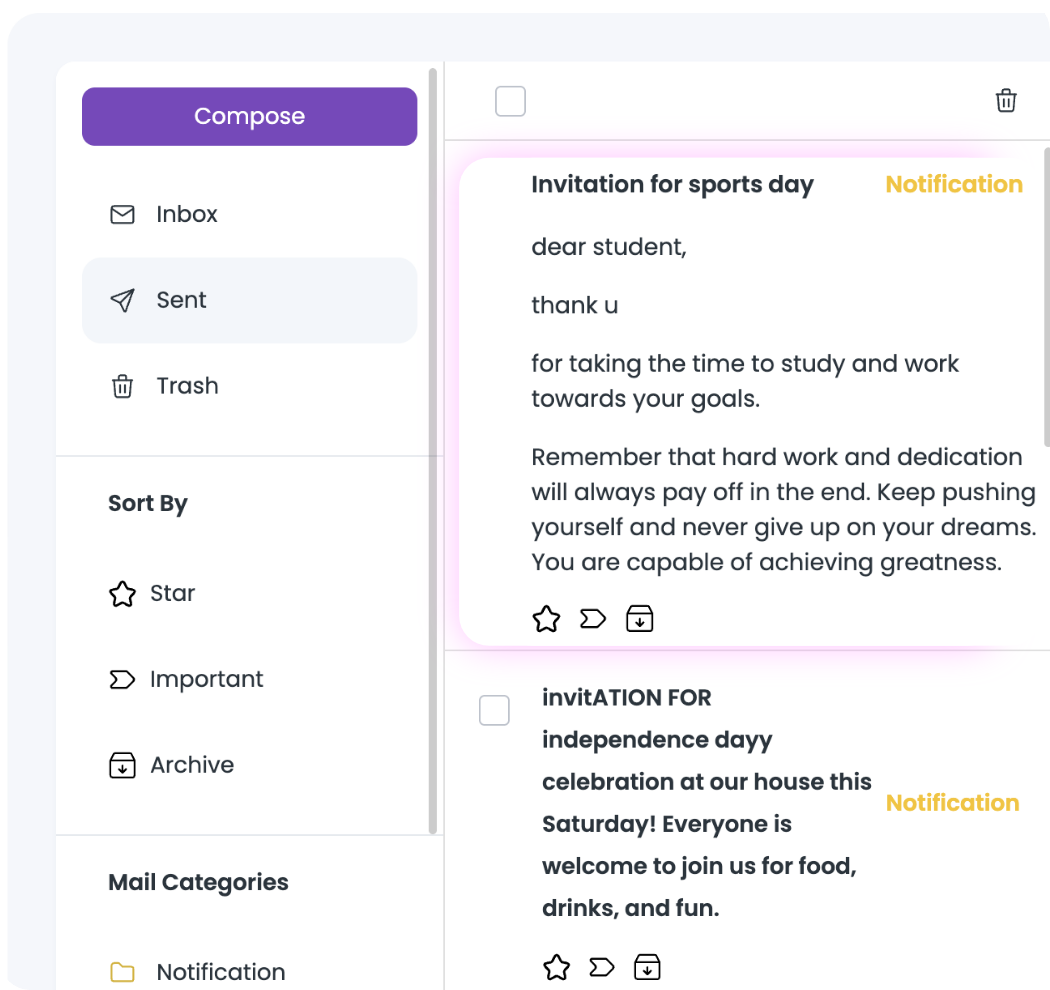 Compose
Inbox
Sent
Trash
Sort By
Star
Important
Archive
Mail Categories
Notification
Invitation for sports day
Notification
dear student,
thank u
for taking the time to study and work
towards your goals.
Remember that hard work and dedication
will always pay off in the end. Keep pushing
yourself and never give up on your dreams.
You are capable of achieving greatness.
invitATION FOR
independence dayy
celebration at our house this
Saturday! Everyone is
welcome to join us for food,
drinks, and fun.
Notification